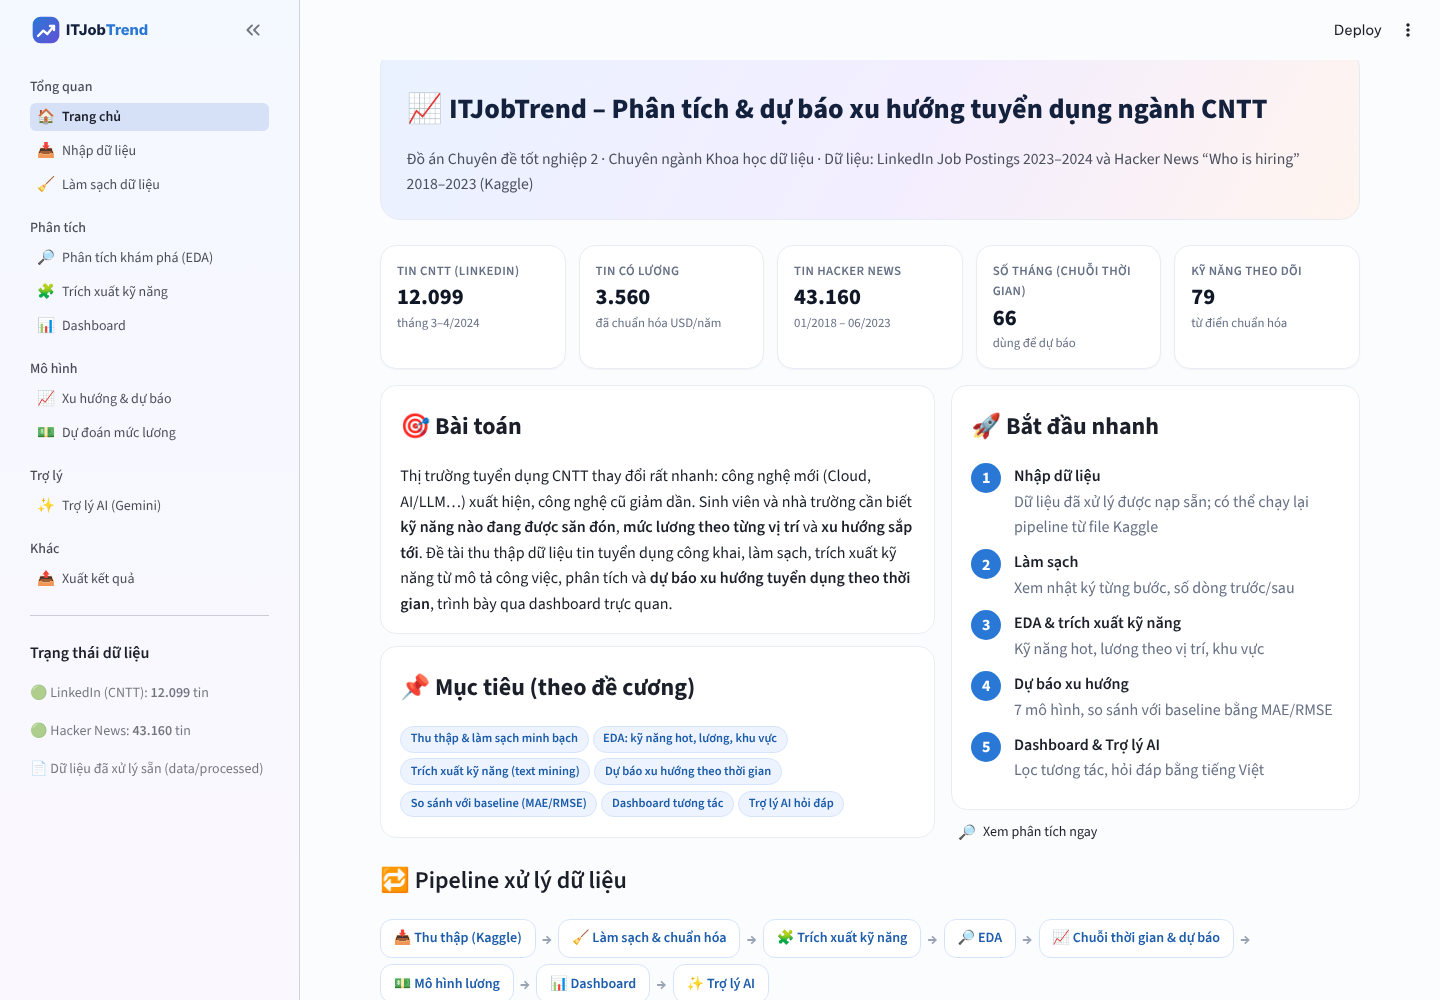 ITJobTrend
Deploy
Tổng quan
Trang chủ
Nhập dữ liệu
Làm sạch dữ liệu
Phân tích
Phân tích khám phá (EDA)
Trích xuất kỹ năng
Dashboard
Mô hình
Xu hướng & dự báo
Dự đoán mức lương
Trợ lý
Trợ lý AI (Gemini)
Khác
Xuất kết quả
Trạng thái dữ liệu
LinkedIn (CNTT): 12.099 tin
Hacker News: 43.160 tin
Dữ liệu đã xử lý sẵn (data/processed)
ITJobTrend – Phân tích & dự báo xu hướng tuyển dụng ngành CNTT
Đồ án Chuyên đề tốt nghiệp 2 · Chuyên ngành Khoa học dữ liệu · Dữ liệu: LinkedIn Job Postings 2023–2024 và Hacker News “Who is hiring”
2018–2023 (Kaggle)
TIN CNTT (LINKEDIN)
12.099
tháng 3–4/2024
TIN CÓ LƯƠNG
3.560
đã chuẩn hóa USD/năm
TIN HACKER NEWS
43.160
01/2018 – 06/2023
SỐ THÁNG (CHUỖI THỜI
GIAN)
66
dùng để dự báo
KỸ NĂNG THEO DÕI
79
từ điển chuẩn hóa
Bài toán
Thị trường tuyển dụng CNTT thay đổi rất nhanh: công nghệ mới (Cloud,
AI/LLM…) xuất hiện, công nghệ cũ giảm dần. Sinh viên và nhà trường cần biết
kỹ năng nào đang được săn đón, mức lương theo từng vị trí và xu hướng sắp
tới. Đề tài thu thập dữ liệu tin tuyển dụng công khai, làm sạch, trích xuất kỹ
năng từ mô tả công việc, phân tích và dự báo xu hướng tuyển dụng theo thời
gian, trình bày qua dashboard trực quan.
Mục tiêu (theo đề cương)
Thu thập & làm sạch minh bạch
EDA: kỹ năng hot, lương, khu vực
Trích xuất kỹ năng (text mining)
Dự báo xu hướng theo thời gian
So sánh với baseline (MAE/RMSE)
Dashboard tương tác
Trợ lý AI hỏi đáp
Bắt đầu nhanh
1
Nhập dữ liệu
Dữ liệu đã xử lý được nạp sẵn; có thể chạy lại
pipeline từ file Kaggle
2
Làm sạch
Xem nhật ký từng bước, số dòng trước/sau
3
EDA & trích xuất kỹ năng
Kỹ năng hot, lương theo vị trí, khu vực
4
Dự báo xu hướng
7 mô hình, so sánh với baseline bằng MAE/RMSE
5
Dashboard & Trợ lý AI
Lọc tương tác, hỏi đáp bằng tiếng Việt
Xem phân tích ngay
Pipeline xử lý dữ liệu
Thu thập (Kaggle) → Làm sạch & chuẩn hóa → Trích xuất kỹ năng → EDA → Chuỗi thời gian & dự báo →
Mô hình lương → Dashboard → Trợ lý AI